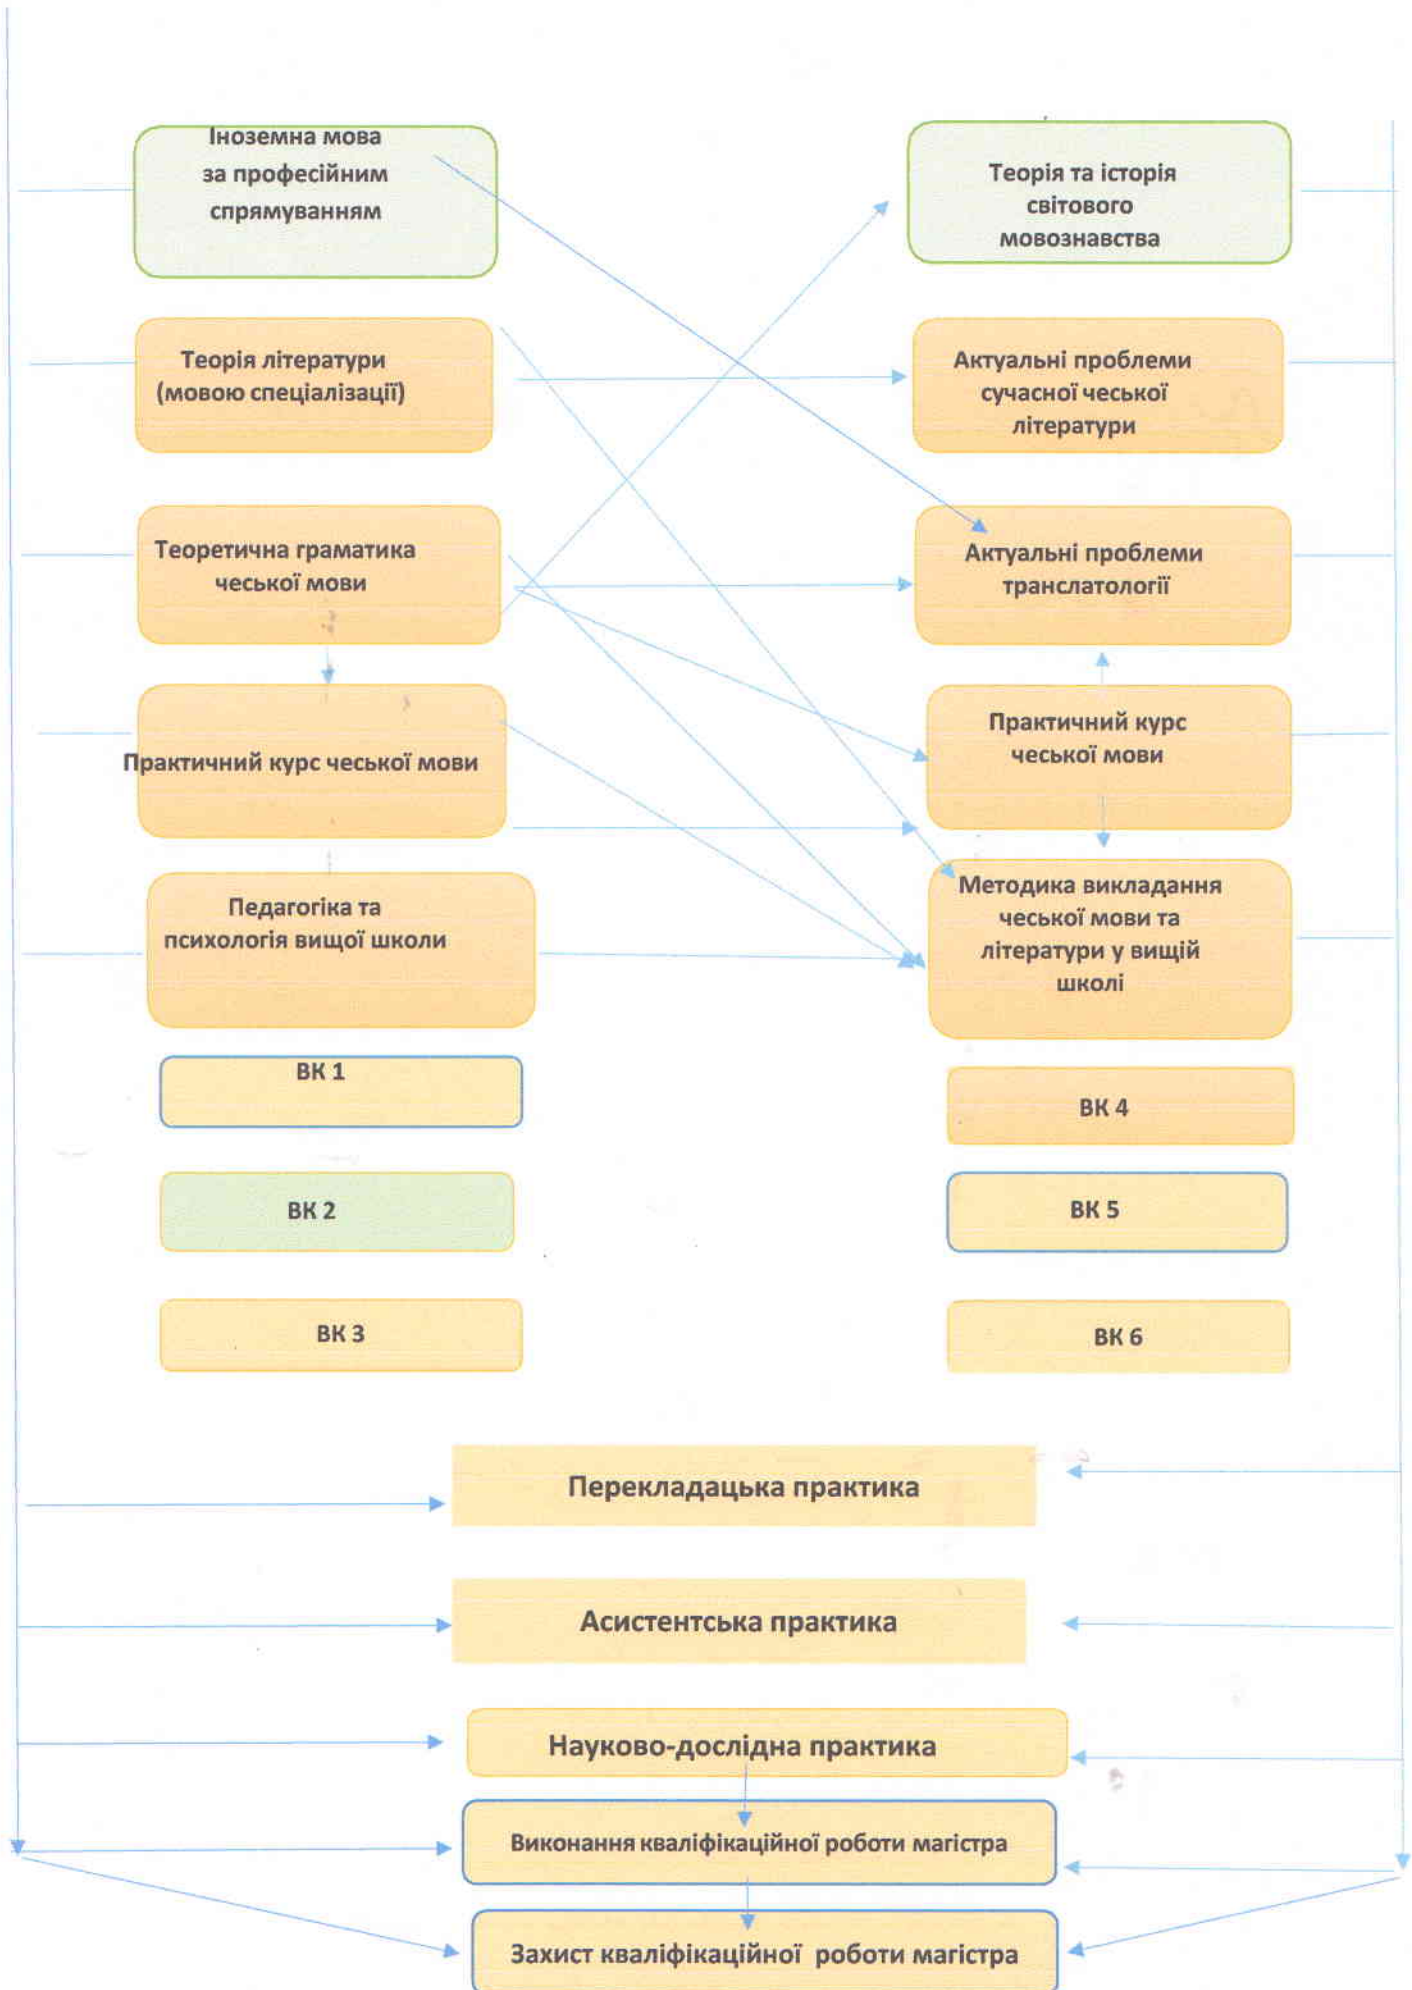 Іноземна мова
за професійним
спрямуванням
Теорія та історія
світового
мовознавства
Теорія літератури
(мовою спеціалізації)
Актуальні проблеми
сучасної чеської
літератури
Теоретична граматика
чеської мови
Актуальні проблеми
транслатології
Практичний курс чеської мови
Практичний курс
чеської мови
Педагогіка та
психологія вищої школи
Методика викладання
чеської мови та
літератури у вищій
школі
ВК 1
ВК 4
ВК 2
ВК 5
ВК 3
ВК 6
Перекладацька практика
Асистентська практика
Науково-дослідна практика
Виконання кваліфікаційної роботи магістра
Захист кваліфікаційної роботи магістра